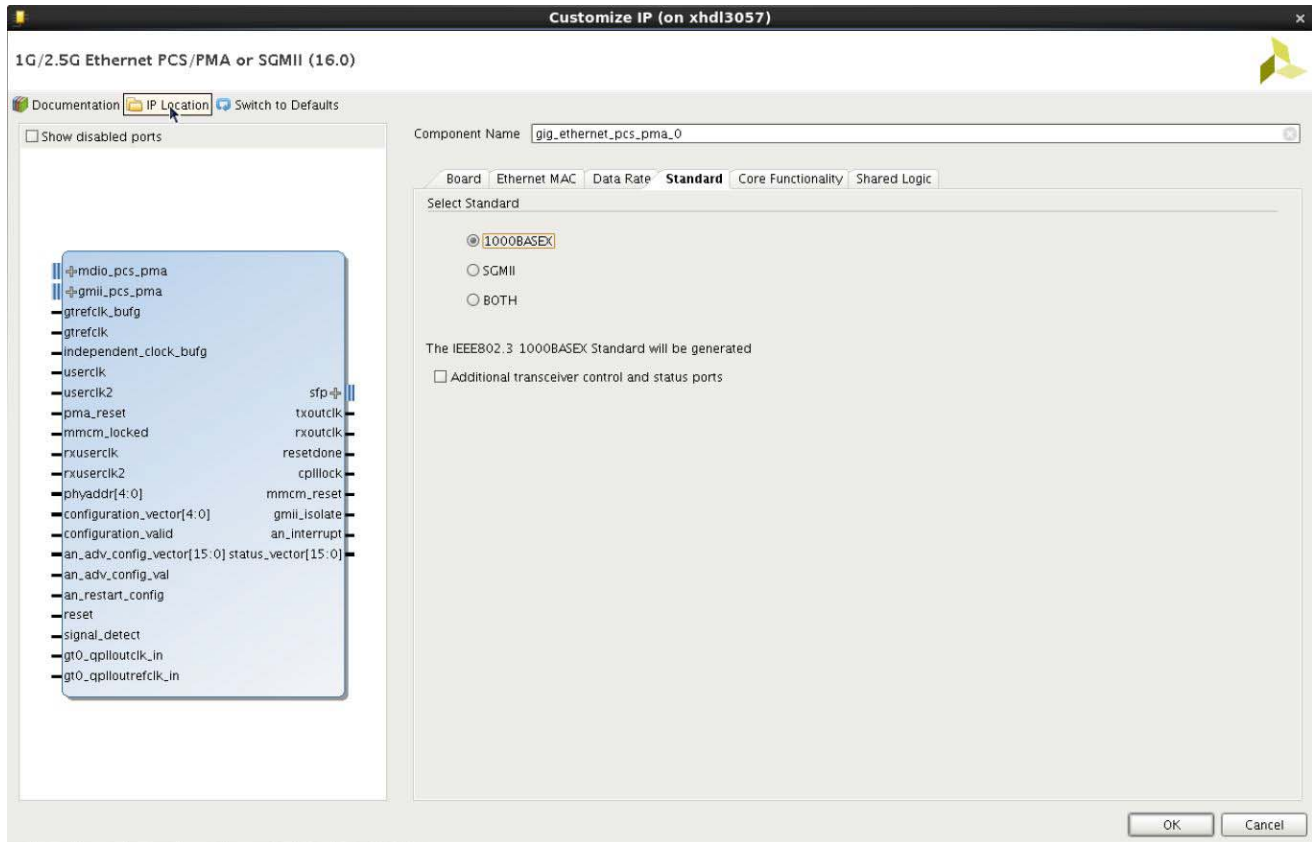 Customize IP (on xhdl3057)
1G/2.5G Ethernet PCS/PMA or SGMII (16.0)
Documentation IP Location Switch to Defaults
Show disabled ports
mdio_pcs_pma
gmii_pcs_pma
gtrefclk_bufg
gtrefclk
independent_clock_bufg
userclk
userclk2 sfp
pma_reset txoutclk
mmcm_locked rxoutclk
rxuserclk resetdone
rxuserclk2 cplllock
phyaddr[4:0] mmcm_reset
configuration_vector[4:0] gmii_isolate
configuration_valid an_interrupt
an_adv_config_vector[15:0] status_vector[15:0]
an_adv_config_val
an_restart_config
reset
signal_detect
gt0_qplloutclk_in
gt0_qplloutrefclk_in
Component Name gig_ethernet_pcs_pma_0
Board Ethernet MAC Data Rate Standard Core Functionality Shared Logic
Select Standard
1000BASEX
SGMII
BOTH
The IEEE802.3 1000BASEX Standard will be generated
Additional transceiver control and status ports
OK Cancel